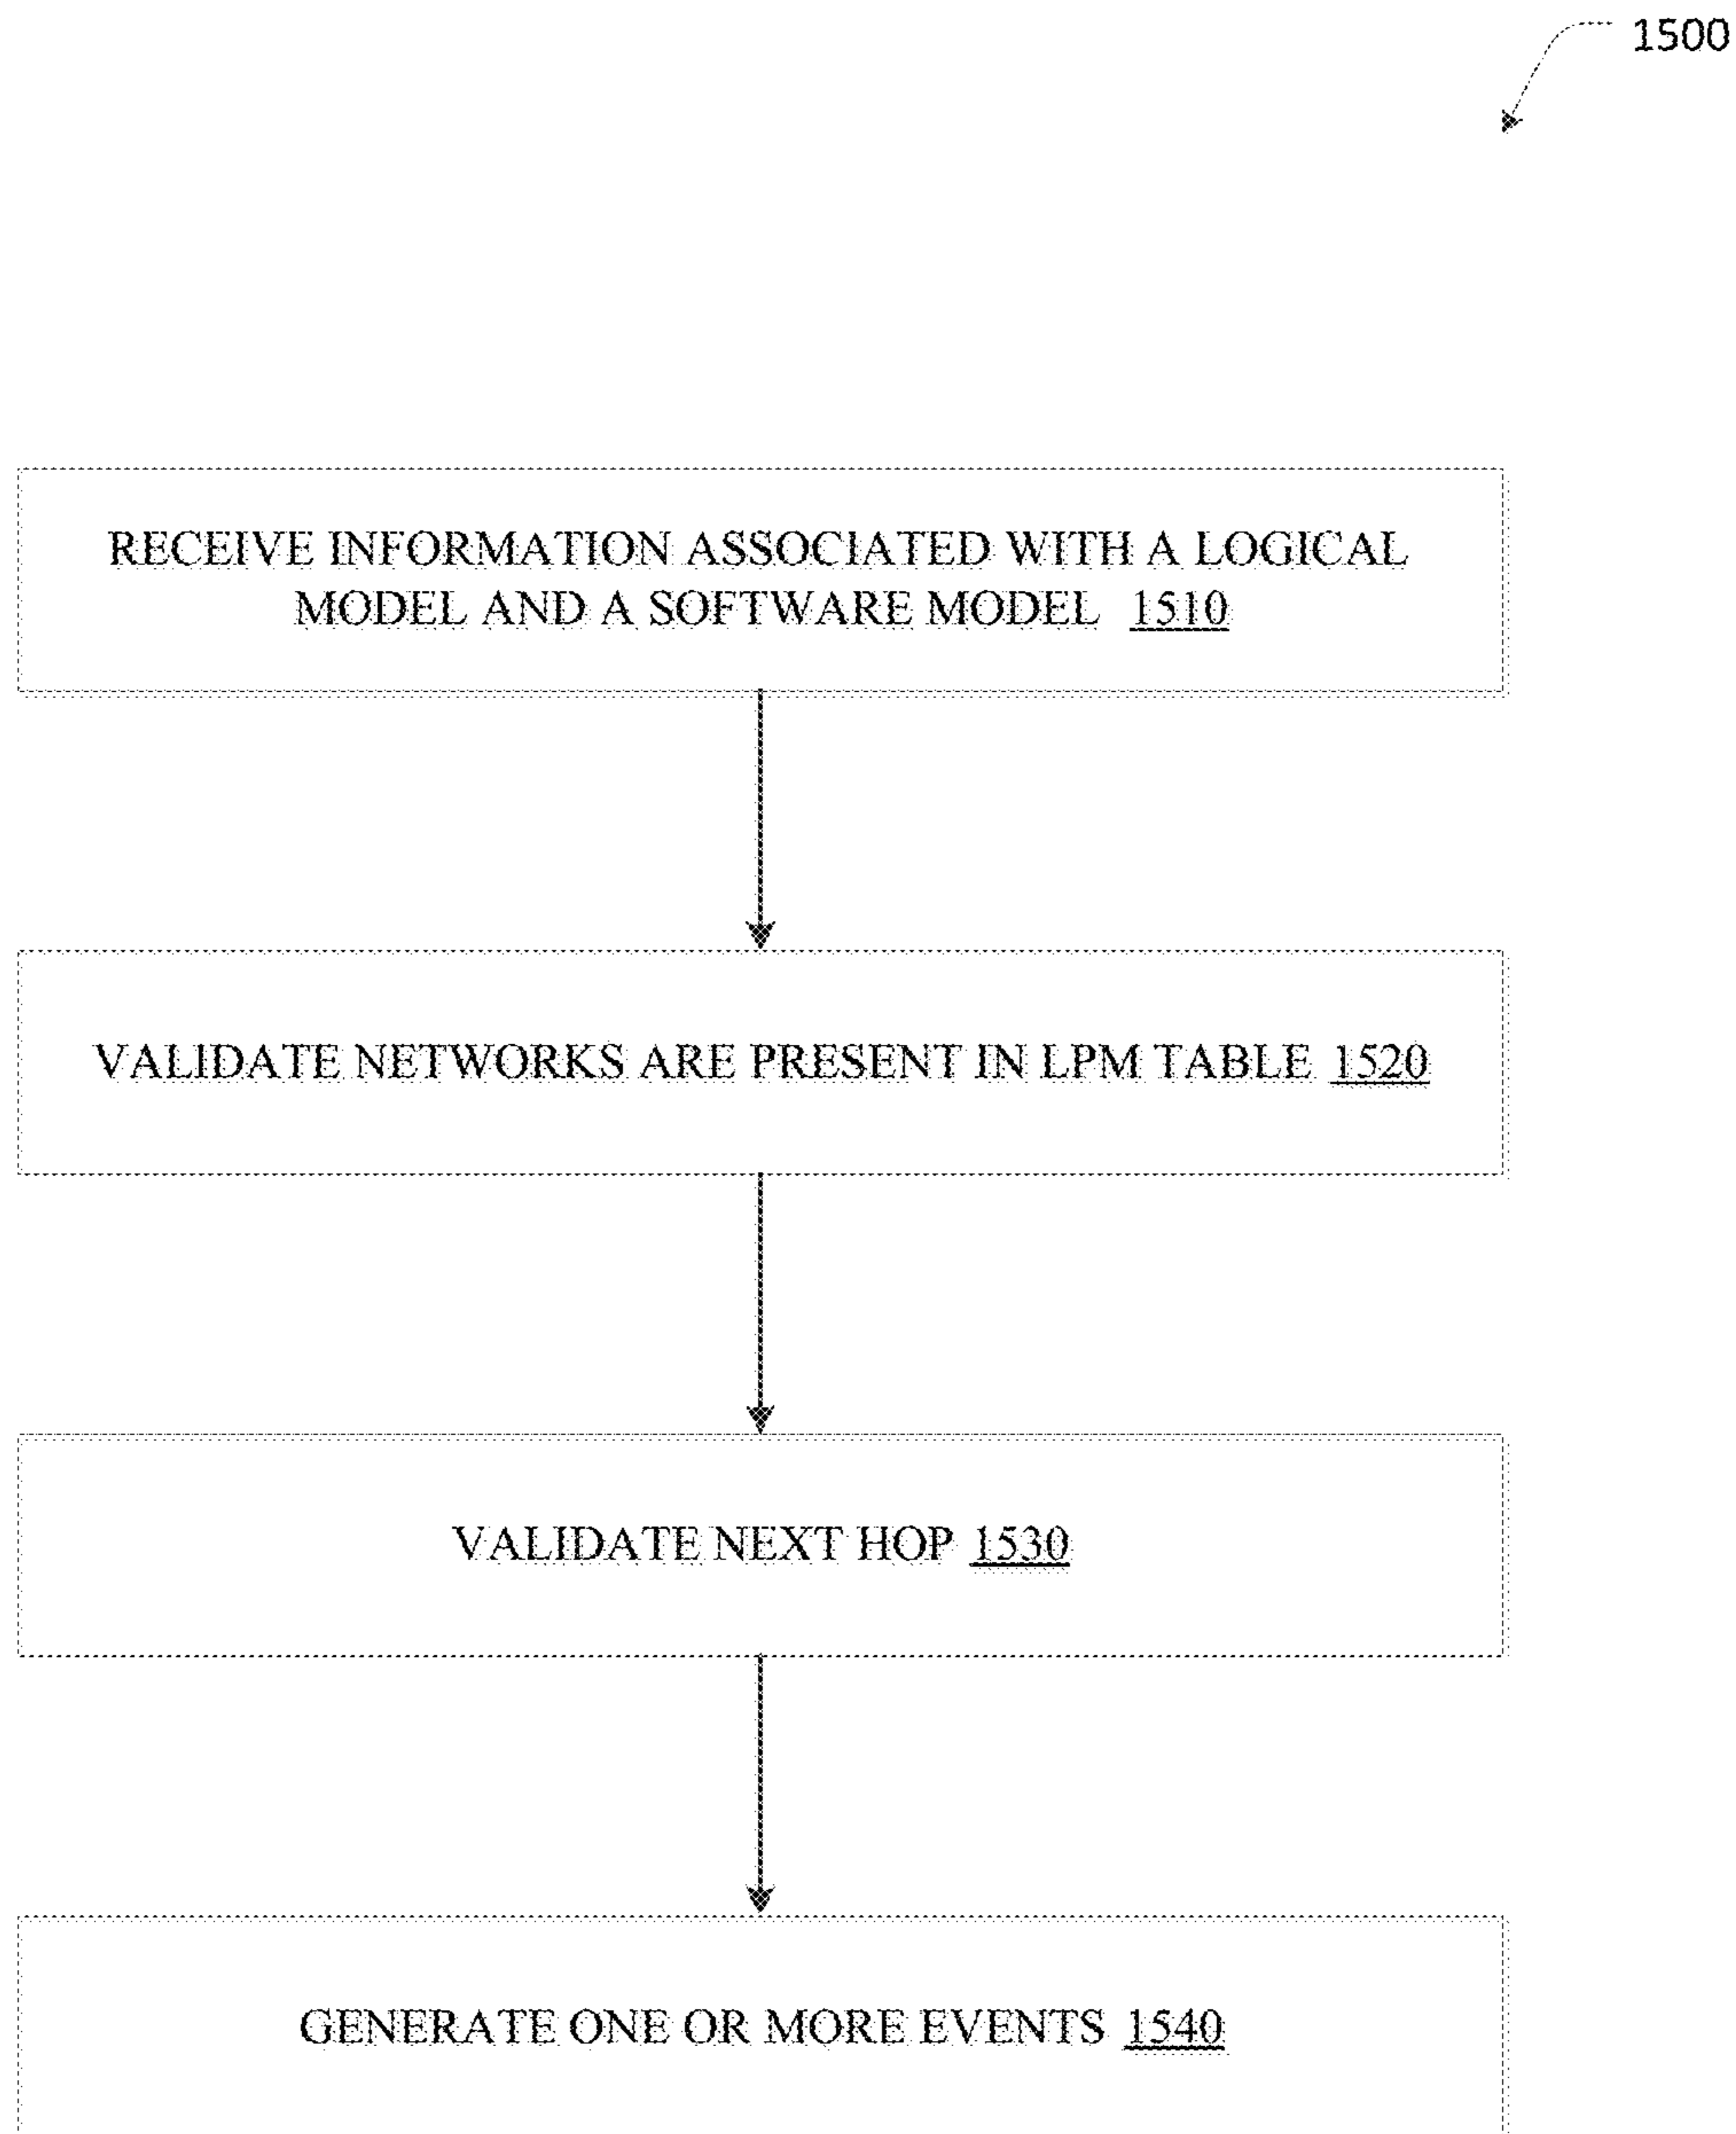 1500
RECEIVE INFORMATION ASSOCIATED WITH A LOGICAL
MODEL AND A SOFTWARE MODEL 1510
VALIDATE NETWORKS ARE PRESENT IN LPM TABLE 1520
VALIDATE NEXT HOP 1530
GENERATE ONE OR MORE EVENTS 1540